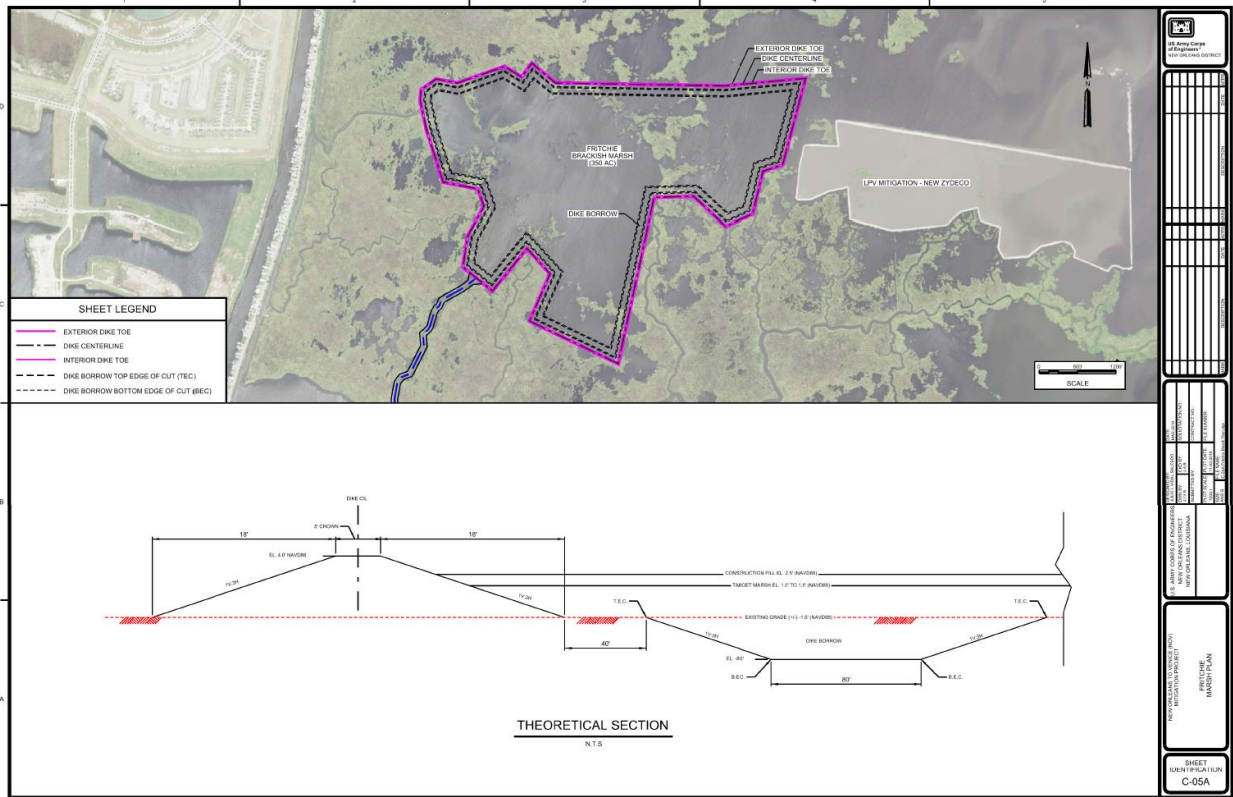 EXTERIOR DIKE TOE
DIKE CENTERLINE
INTERIOR DIKE TOE
N
FRITCHIE
BRACKISH MARSH
(350 AC)
LPV MITIGATION - NEW ZYDECO
DIKE BORROW
0
600'
1200'
SCALE
SHEET LEGEND
EXTERIOR DIKE TOE
DIKE CENTERLINE
INTERIOR DIKE TOE
DIKE BORROW TOP EDGE OF CUT (TEC)
DIKE BORROW BOTTOM EDGE OF CUT (BEC)
DIKE C/L
5' CROWN
18'
18'
EL. 4.0' NAVD88
1V:3H
1V:3H
CONSTRUCTION FILL EL. 2.5' (NAVD88)
TARGET MARSH EL. 1.0' TO 1.5' (NAVD88)
T.E.C.
T.E.C.
EXISTING GRADE (+/-) -1.5' (NAVD88)
40'
DIKE BORROW
1V:3H
1V:3H
B.E.C.
B.E.C.
80'
THEORETICAL SECTION
N.T.S
US Army Corps
of Engineers
NEW ORLEANS DISTRICT
U.S. ARMY CORPS OF ENGINEERS
NEW ORLEANS DISTRICT
NEW ORLEANS, LOUISIANA
NEW ORLEANS TO VENICE (NOV)
MITIGATION PROJECT
FRITCHIE
MARSH PLAN
SHEET
IDENTIFICATION
C-05A
D
C
B
A